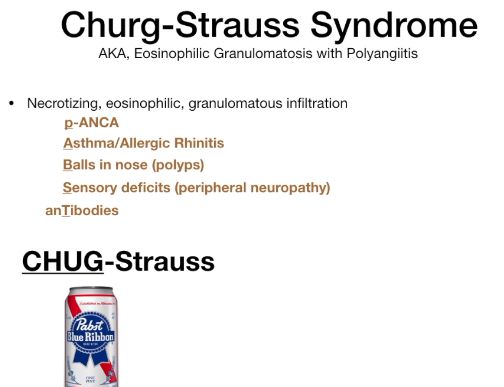 Churg-Strauss Syndrome
AKA, Eosinophilic Granulomatosis with Polyangiitis
• Necrotizing, eosinophilic, granulomatous infiltration
p-ANCA
Asthma/Allergic Rhinitis
Balls in nose (polyps)
Sensory deficits (peripheral neuropathy)
anTibodies
CHUG-Strauss
Pabst
Blue Ribbon